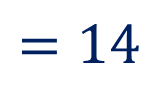 = 14